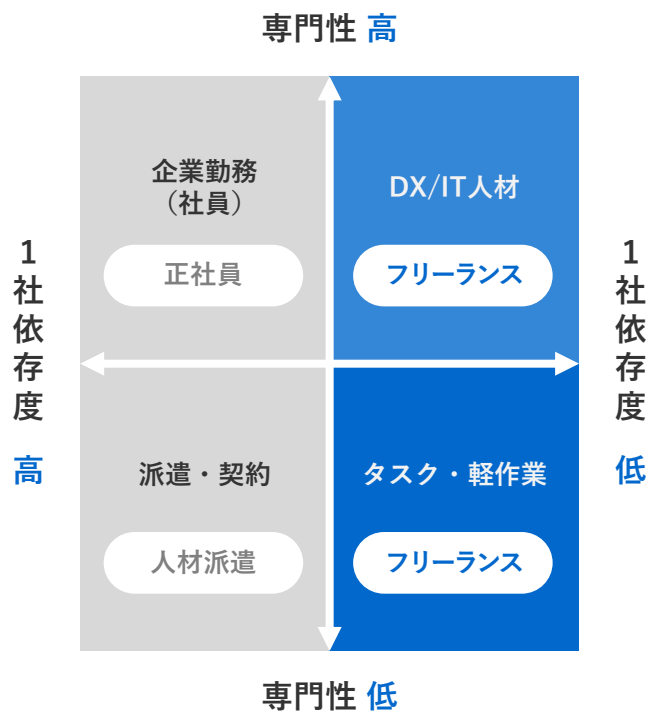 専門性 高
企業勤務
（社員）
正社員
DX/IT人材
フリーランス
1社依存度 高
1社依存度 低
派遣・契約
人材派遣
タスク・軽作業
フリーランス
専門性 低